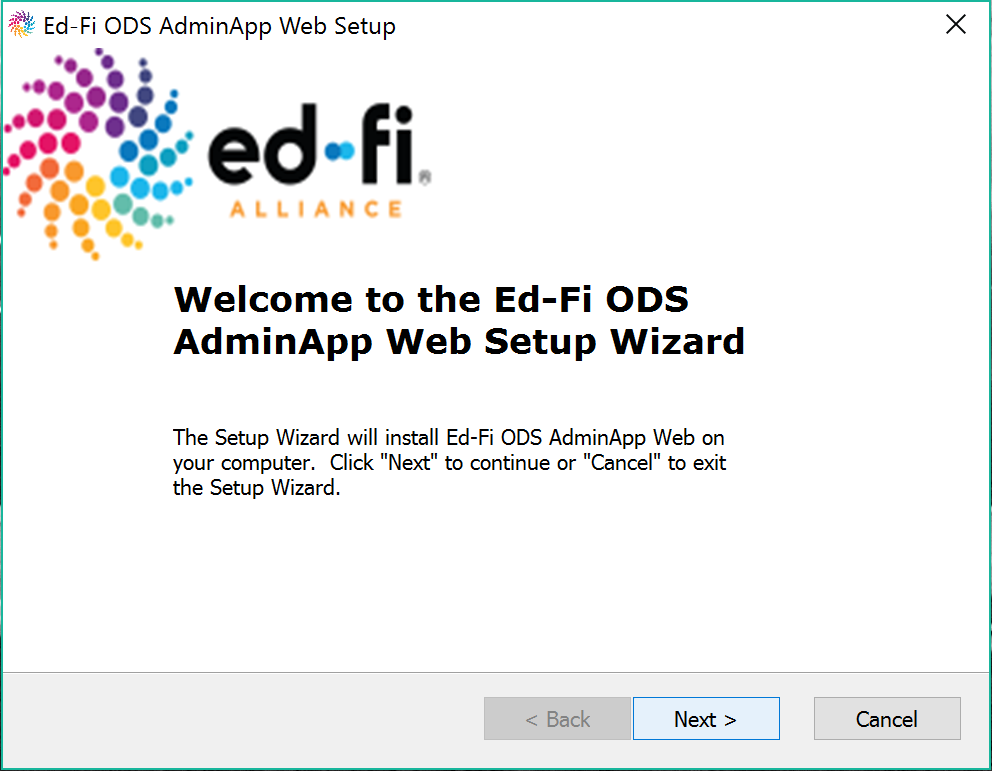 Ed-Fi ODS AdminApp Web Setup
ed-fi
ALLIANCE
Welcome to the Ed-Fi ODS
AdminApp Web Setup Wizard
The Setup Wizard will install Ed-Fi ODS AdminApp Web on
your computer.  Click "Next" to continue or "Cancel" to exit
the Setup Wizard.
< Back
Next >
Cancel